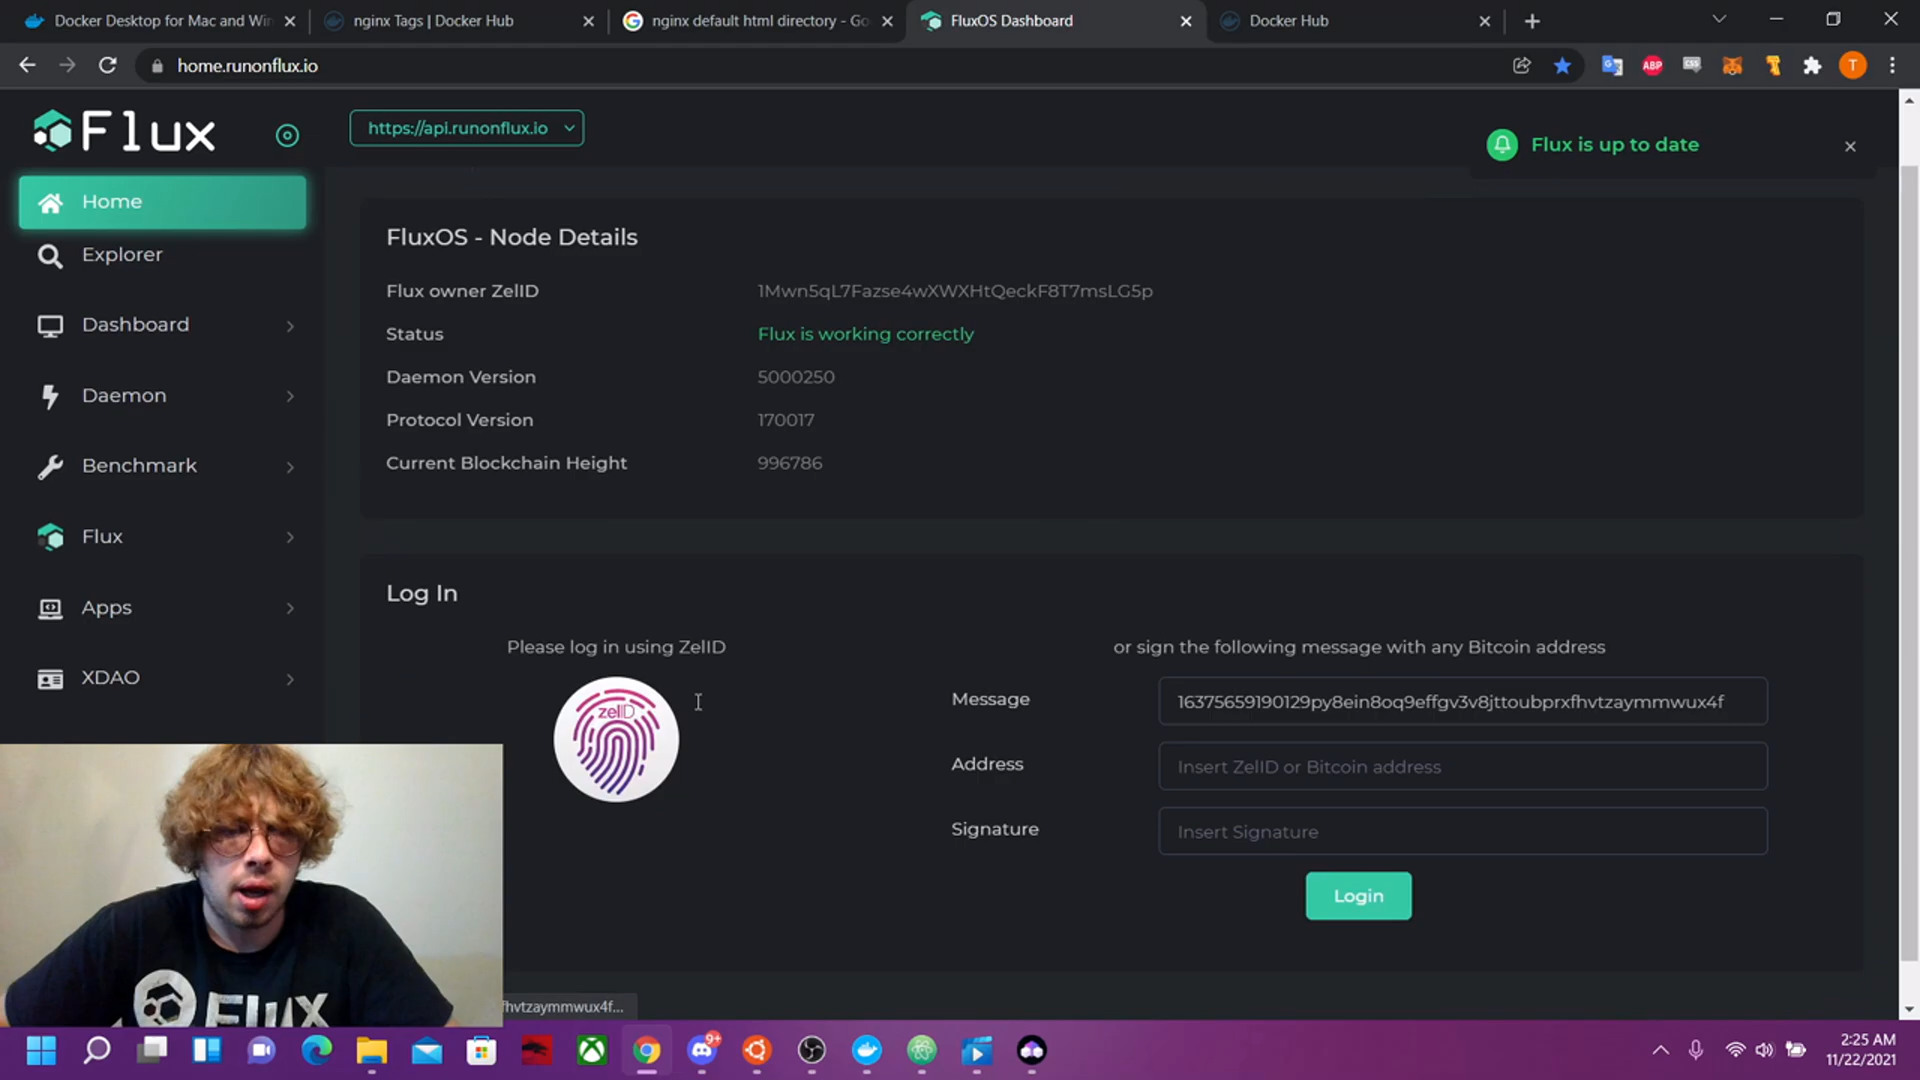 Docker Desktop for Mac and Win
nginx Tags | Docker Hub
nginx default html directory - Go
FluxOS Dashboard
Docker Hub
home.runonflux.io
ABP
CSS
T
Flux
https://api.runonflux.io
Flux is up to date
Home
Explorer
Dashboard
Daemon
Benchmark
Flux
Apps
XDAO
FluxOS - Node Details
Flux owner ZelID
1Mwn5qL7Fazse4wXWXHtQeckF8T7msLG5p
Status
Flux is working correctly
Daemon Version
5000250
Protocol Version
170017
Current Blockchain Height
996786
Log In
Please log in using ZelID
zelID
or sign the following message with any Bitcoin address
Message
16375659190129py8ein8oq9effgv3v8jttoubprxfhvtzaymmwux4f
Address
Insert ZelID or Bitcoin address
Signature
Insert Signature
Login
FLUX
fhvtzaymmwux4f...
9+
2:25 AM
11/22/2021